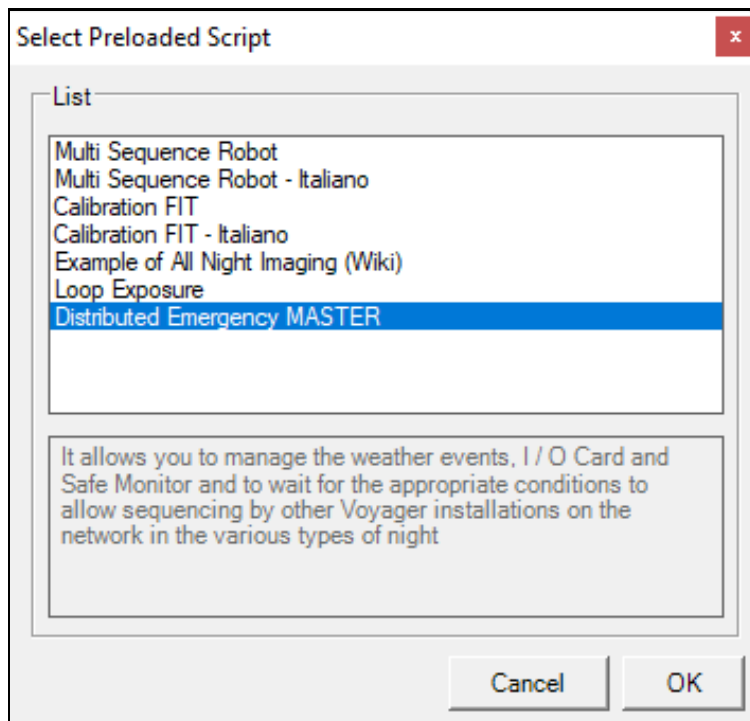 Select Preloaded Script
x
List
Multi Sequence Robot
Multi Sequence Robot - Italiano
Calibration FIT
Calibration FIT - Italiano
Example of All Night Imaging (Wiki)
Loop Exposure
Distributed Emergency MASTER
It allows you to manage the weather events, I / O Card and
Safe Monitor and to wait for the appropriate conditions to
allow sequencing by other Voyager installations on the
network in the various types of night
Cancel
OK